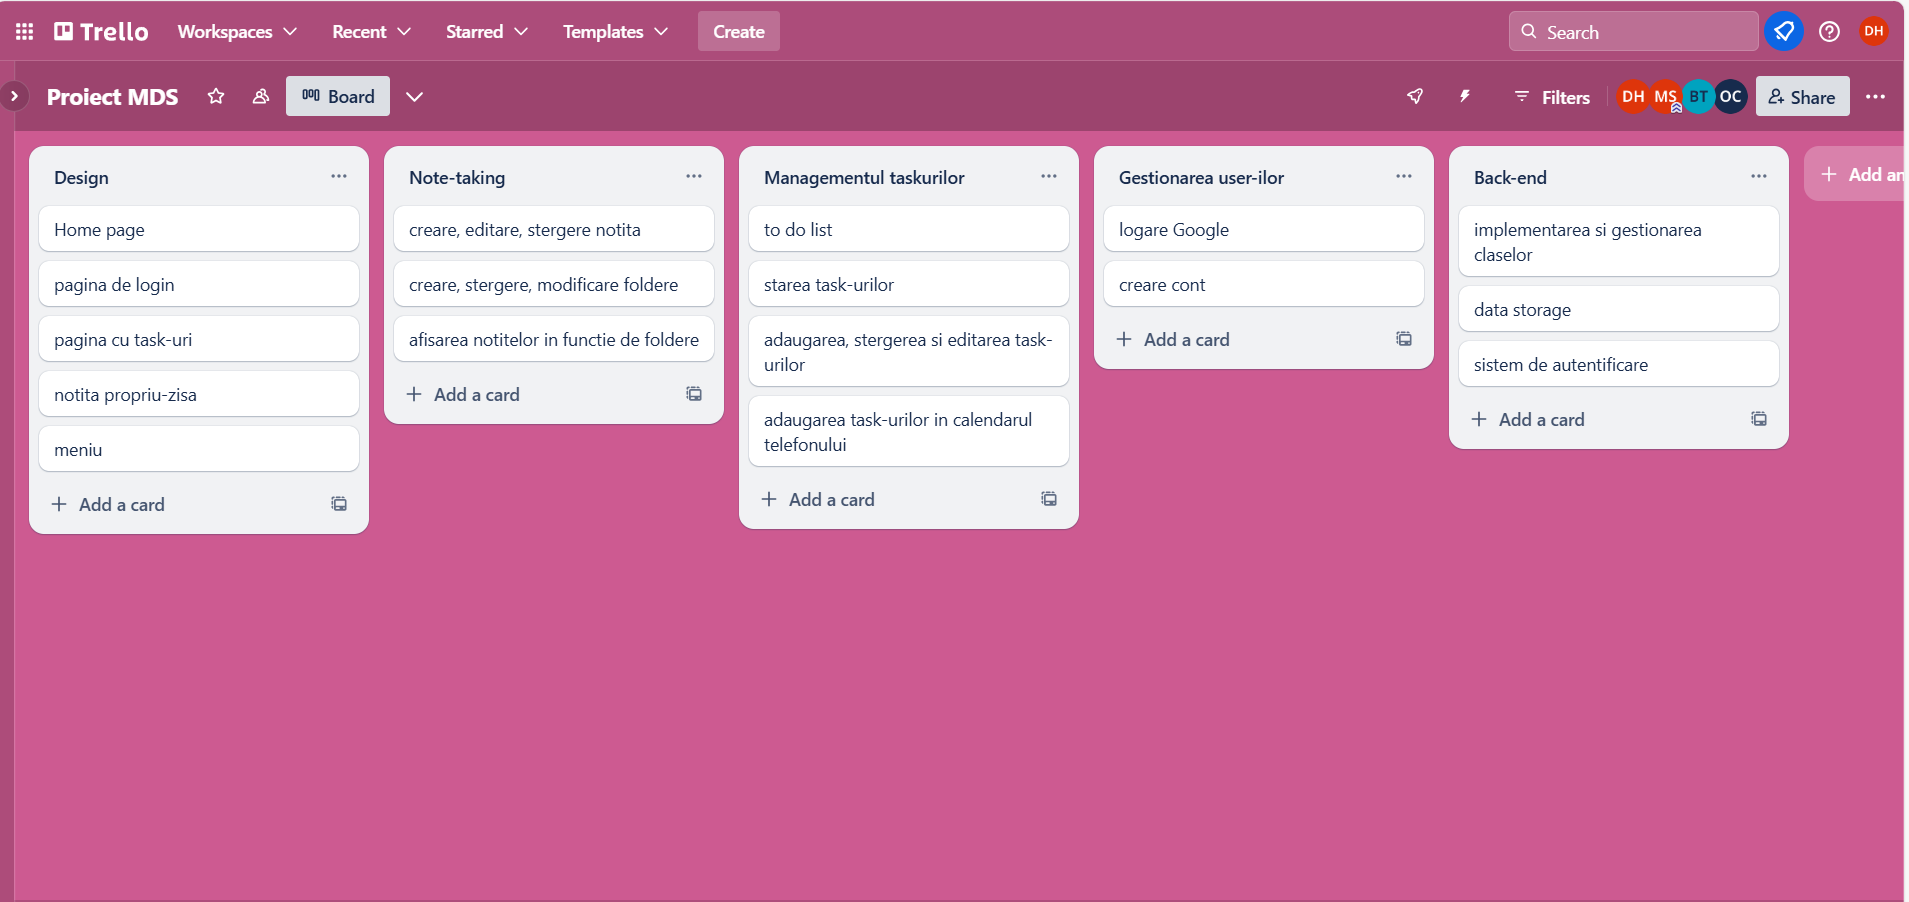 Trello
Workspaces
Recent
Starred
Templates
Create
Search
DH
Proiect MDS
Board
Filters
DH
MS
BT
OC
Share
Design
Home page
pagina de login
pagina cu task-uri
notita propriu-zisa
meniu
Add a card
Note-taking
creare, editare, stergere notita
creare, stergere, modificare foldere
afisarea notitelor in functie de foldere
Add a card
Managementul taskurilor
to do list
starea task-urilor
adaugarea, stergerea si editarea task-
urilor
adaugarea task-urilor in calendarul
telefonului
Add a card
Gestionarea user-ilor
logare Google
creare cont
Add a card
Back-end
implementarea si gestionarea
claselor
data storage
sistem de autentificare
Add a card
Add an